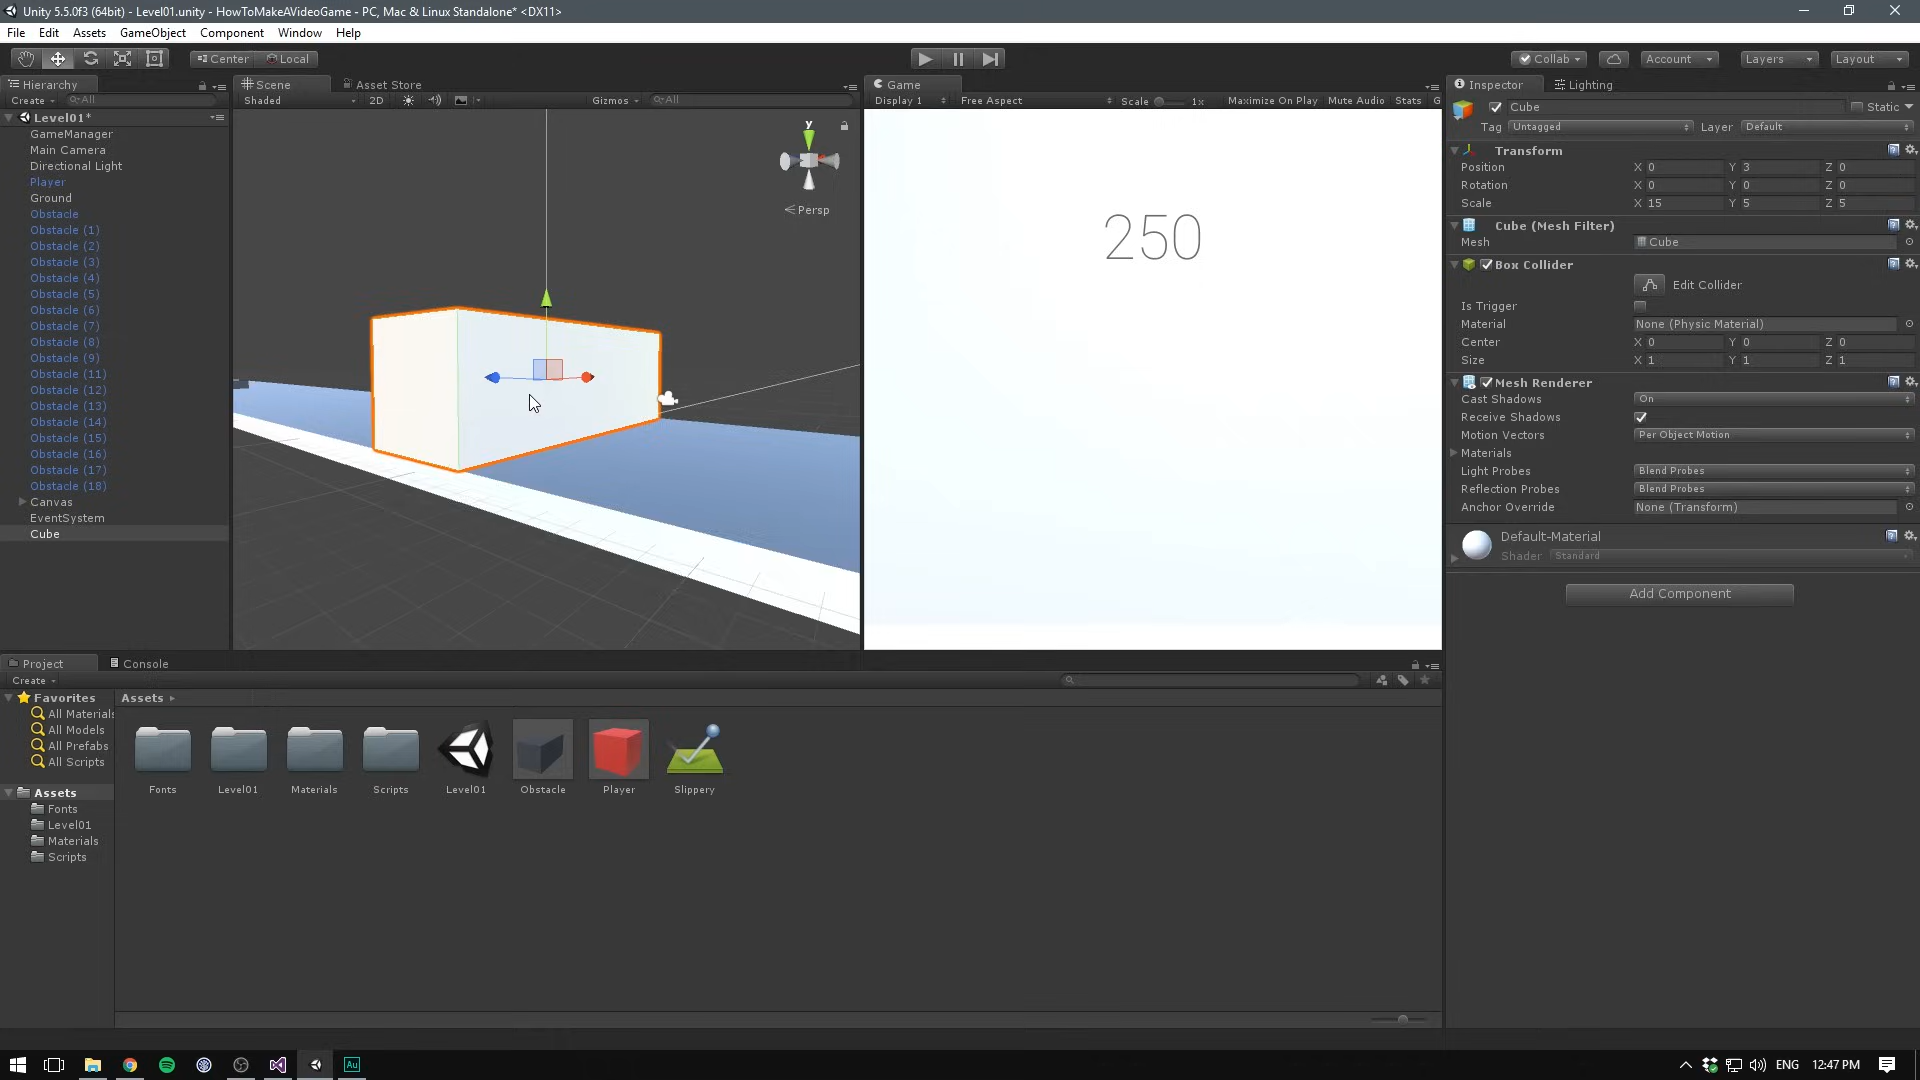 Unity 5.5.0f3 (64bit) - Level01.unity - HowToMakeAVideoGame - PC, Mac & Linux Standalone* <DX11>
File Edit Assets GameObject Component Window Help
Center Local
Collab Account Layers Layout
Hierarchy
Create All
Level01*
GameManager
Main Camera
Directional Light
Player
Ground
Obstacle
Obstacle (1)
Obstacle (2)
Obstacle (3)
Obstacle (4)
Obstacle (5)
Obstacle (6)
Obstacle (7)
Obstacle (8)
Obstacle (9)
Obstacle (11)
Obstacle (12)
Obstacle (13)
Obstacle (14)
Obstacle (15)
Obstacle (16)
Obstacle (17)
Obstacle (18)
Canvas
EventSystem
Cube
Scene Asset Store
Shaded 2D Gizmos All
y
Persp
Game
Display 1 Free Aspect Scale 1x Maximize On Play Mute Audio Stats G
250
Inspector Lighting
Cube Static
Tag Untagged Layer Default
Transform
Position X 0 Y 3 Z 0
Rotation X 0 Y 0 Z 0
Scale X 15 Y 5 Z 5
Cube (Mesh Filter)
Mesh Cube
Box Collider
Edit Collider
Is Trigger
Material None (Physic Material)
Center X 0 Y 0 Z 0
Size X 1 Y 1 Z 1
Mesh Renderer
Cast Shadows On
Receive Shadows
Motion Vectors Per Object Motion
Materials
Light Probes Blend Probes
Reflection Probes Blend Probes
Anchor Override None (Transform)
Default-Material
Shader Standard
Add Component
Project Console
Create
Favorites
All Materials
All Models
All Prefabs
All Scripts
Assets
Fonts
Level01
Materials
Scripts
Assets
Fonts Level01 Materials Scripts Level01 Obstacle Player Slippery
Au
ENG 12:47 PM